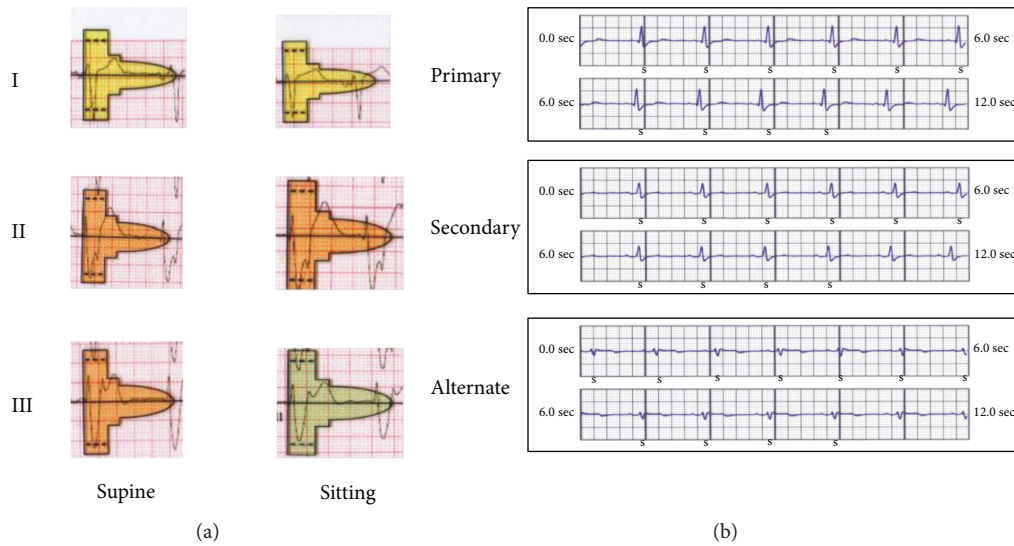 I
II
III
Supine
Sitting
(a)
Primary
0.0 sec
6.0 sec
S S S S S S
6.0 sec
12.0 sec
S S S S
Secondary
0.0 sec
6.0 sec
S S S S S S
6.0 sec
12.0 sec
S S S S
Alternate
0.0 sec
6.0 sec
S S S S S S S
6.0 sec
12.0 sec
S S S S
(b)